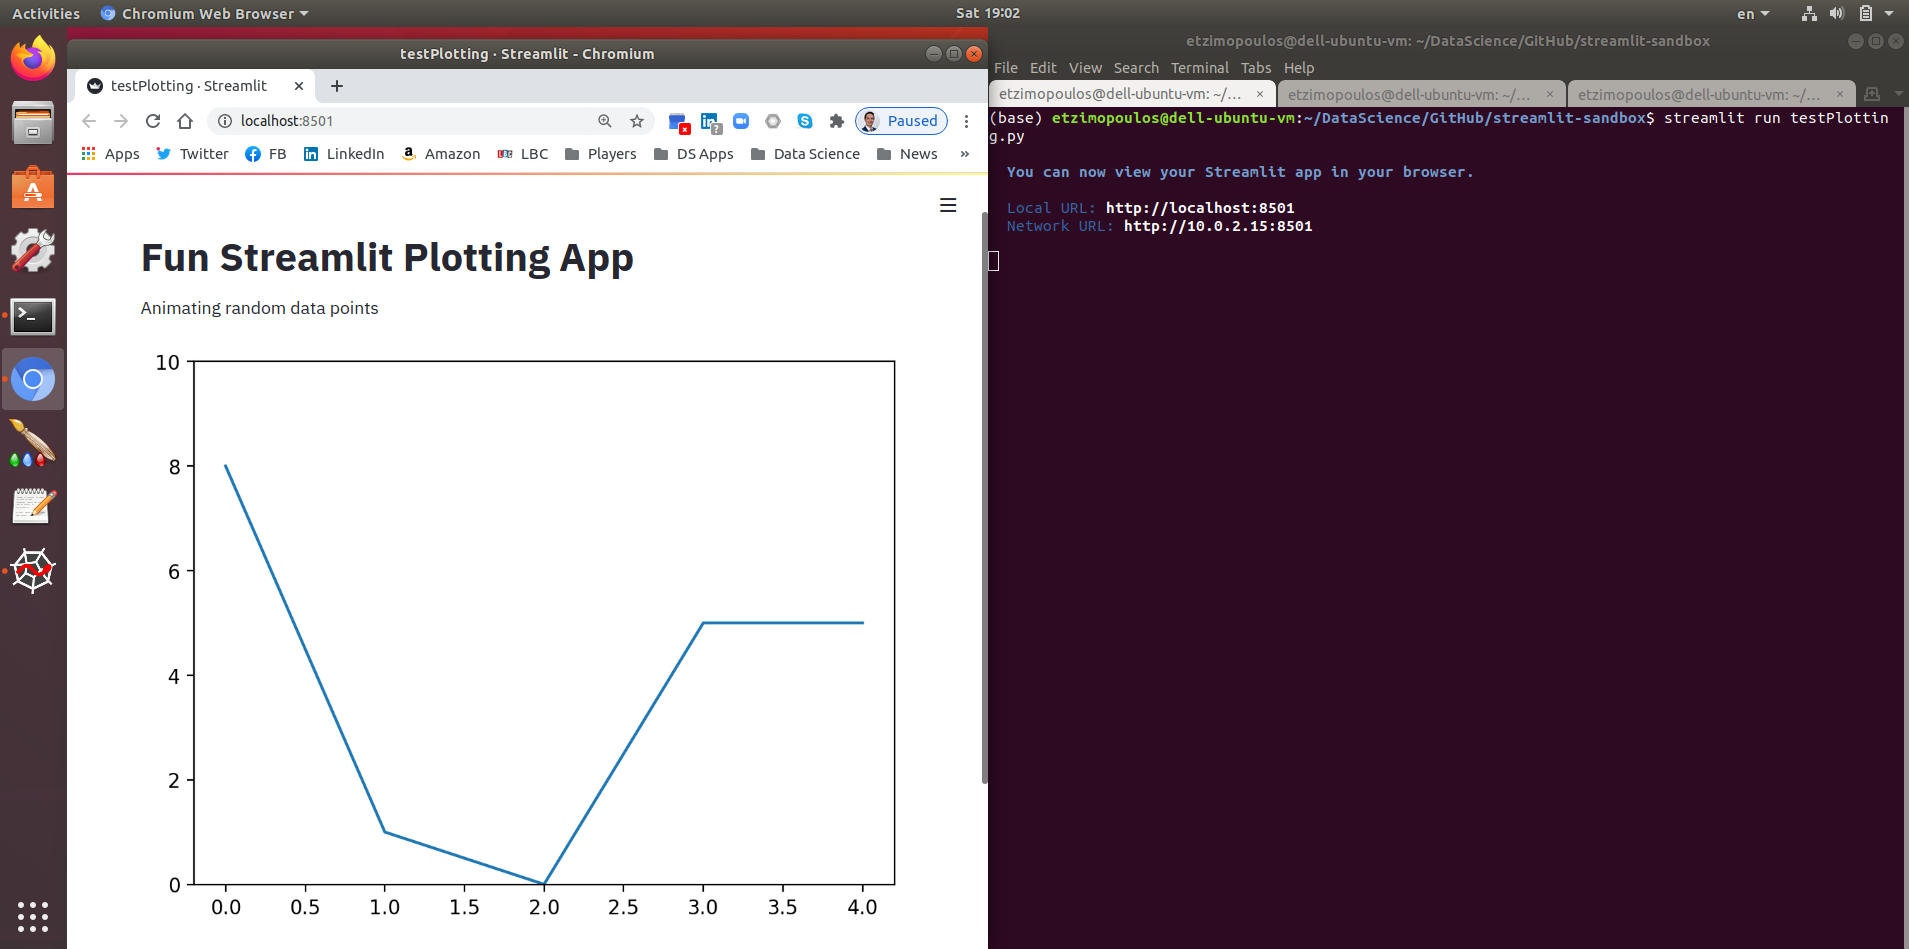 Activities Chromium Web Browser Sat 19:02 en
testPlotting · Streamlit - Chromium
testPlotting · Streamlit
localhost:8501 Paused
Apps Twitter FB LinkedIn Amazon LBC Players DS Apps Data Science News »
Fun Streamlit Plotting App
Animating random data points
10
8
6
4
2
0
0.0 0.5 1.0 1.5 2.0 2.5 3.0 3.5 4.0
etzimopoulos@dell-ubuntu-vm: ~/DataScience/GitHub/streamlit-sandbox
File Edit View Search Terminal Tabs Help
etzimopoulos@dell-ubuntu-vm: ~/... etzimopoulos@dell-ubuntu-vm: ~/... etzimopoulos@dell-ubuntu-vm: ~/...
(base) etzimopoulos@dell-ubuntu-vm:~/DataScience/GitHub/streamlit-sandbox$ streamlit run testPlottin
g.py
You can now view your Streamlit app in your browser.
Local URL: http://localhost:8501
Network URL: http://10.0.2.15:8501